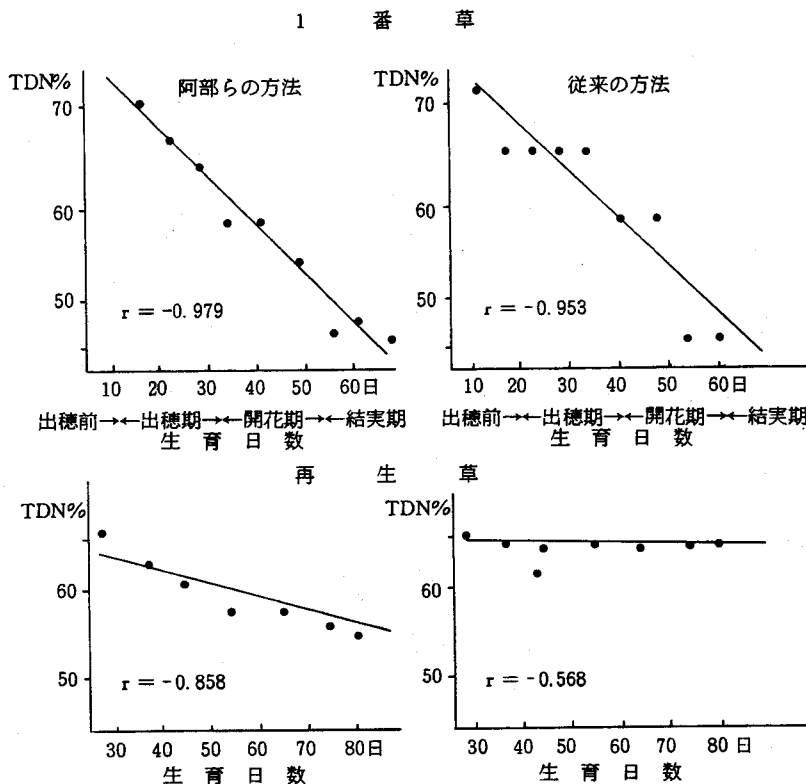 1 番 草
TDN%
阿部らの方法
70
60
50
r = -0.979
10 20 30 40 50 60日
出穂前→←出穂期→←開花期→←結実期
生 育 日 数
TDN%
従来の方法
70
60
50
r = -0.953
10 20 30 40 50 60日
出穂前→←出穂期→←開花期→←結実期
生 育 日 数
再 生 草
TDN%
60
50
r = -0.858
30 40 50 60 70 80日
生 育 日 数
TDN%
60
50
r = -0.568
30 40 50 60 70 80日
生 育 日 数